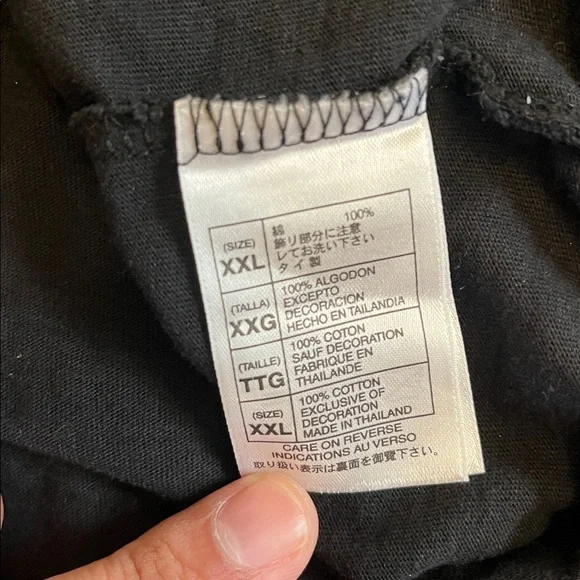 (SIZE)
XXL
綿 100%
飾り部分に注意
してお洗い下さい
タイ製
(TALLA)
XXG
100% ALGODON
EXCEPTO
DECORACION
HECHO EN TAILANDIA
(TAILLE)
TTG
100% COTON
SAUF DECORATION
FABRIQUE EN
THAILANDE
(SIZE)
XXL
100% COTTON
EXCLUSIVE OF
DECORATION
MADE IN THAILAND
CARE ON REVERSE
INDICATIONS AU VERSO
取り扱い表示は裏面を御覧下さい。